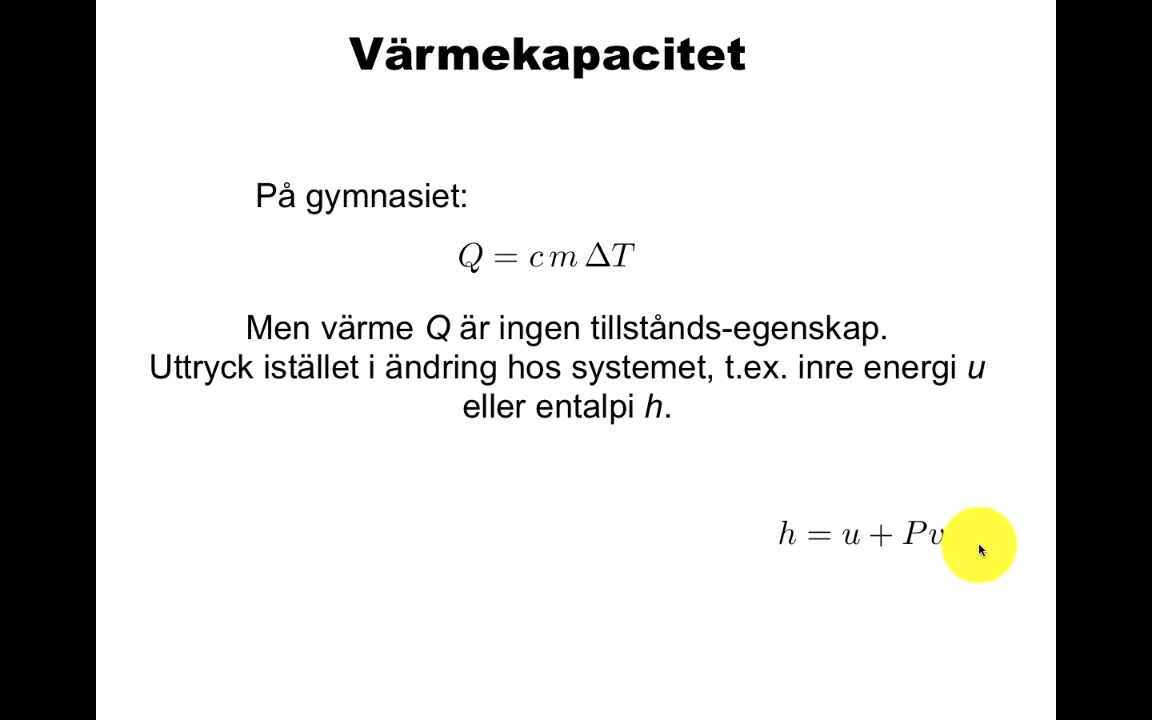 Värmekapacitet
På gymnasiet:
Q = c m ΔT
Men värme Q är ingen tillstånds-egenskap.
Uttryck istället i ändring hos systemet, t.ex. inre energi u
eller entalpi h.
h = u + Pv